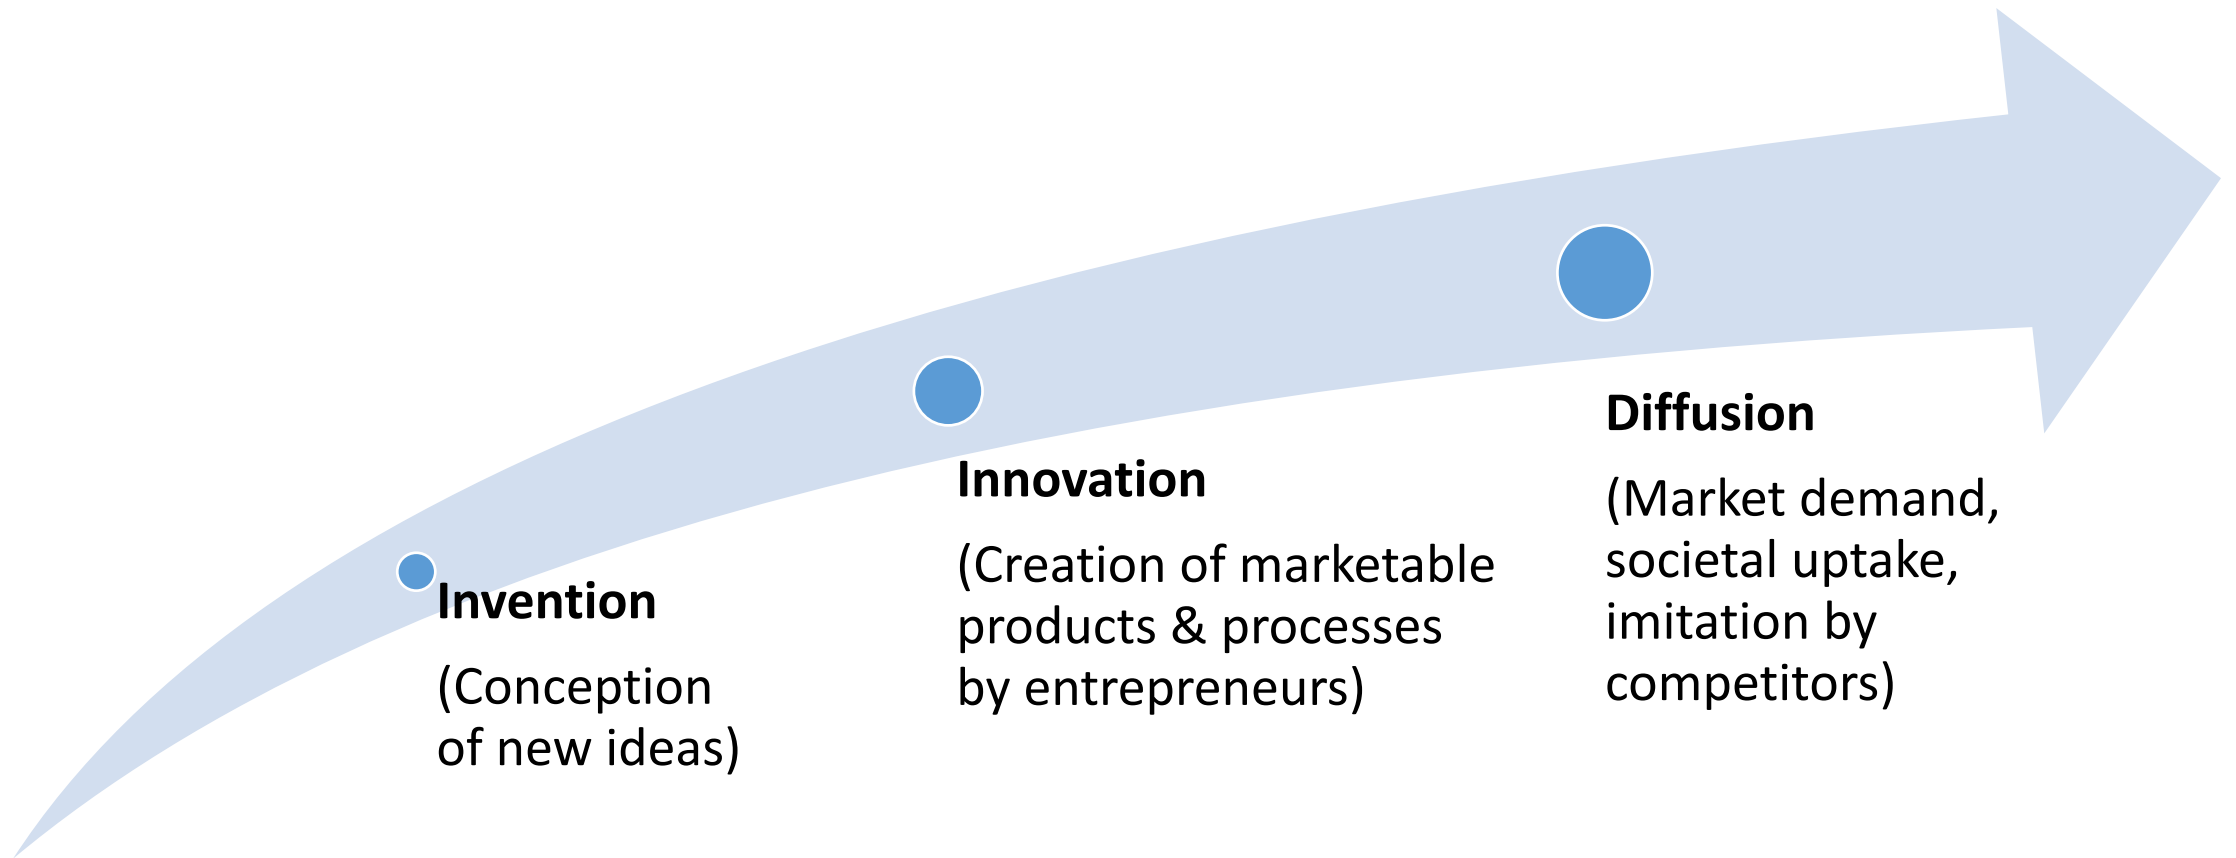 Invention
(Conception
of new ideas)
Innovation
(Creation of marketable
products & processes
by entrepreneurs)
Diffusion
(Market demand,
societal uptake,
imitation by
competitors)